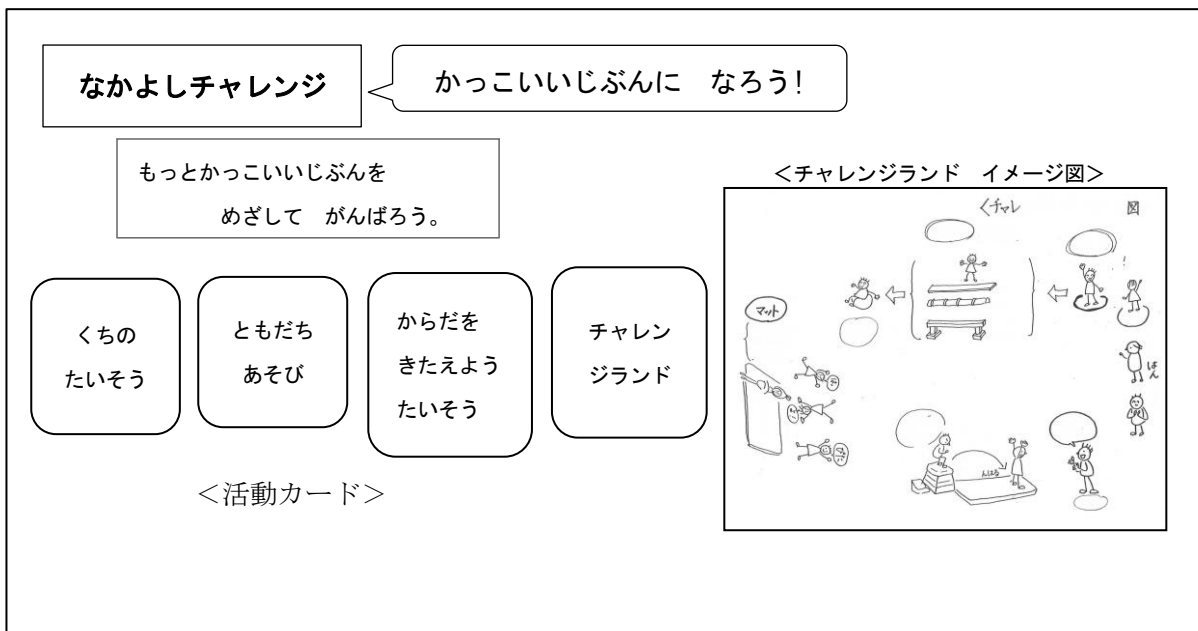 なかよしチャレンジ
かっこいいじぶんに　なろう!
もっとかっこいいじぶんを
めざして　がんばろう。
＜チャレンジランド　イメージ図＞
くちの
たいそう
ともだち
あそび
からだを
きたえよう
たいそう
チャレン
ジランド
＜活動カード＞
くチャレ
図
マット
はん